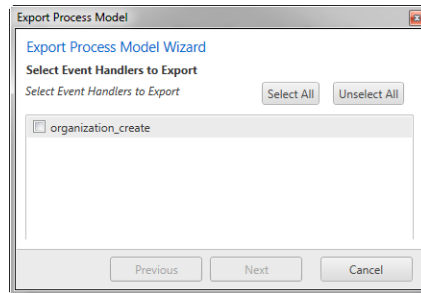 Export Process Model
Export Process Model Wizard
Select Event Handlers to Export
Select Event Handlers to Export
Select All
Unselect All
organization_create
Previous
Next
Cancel